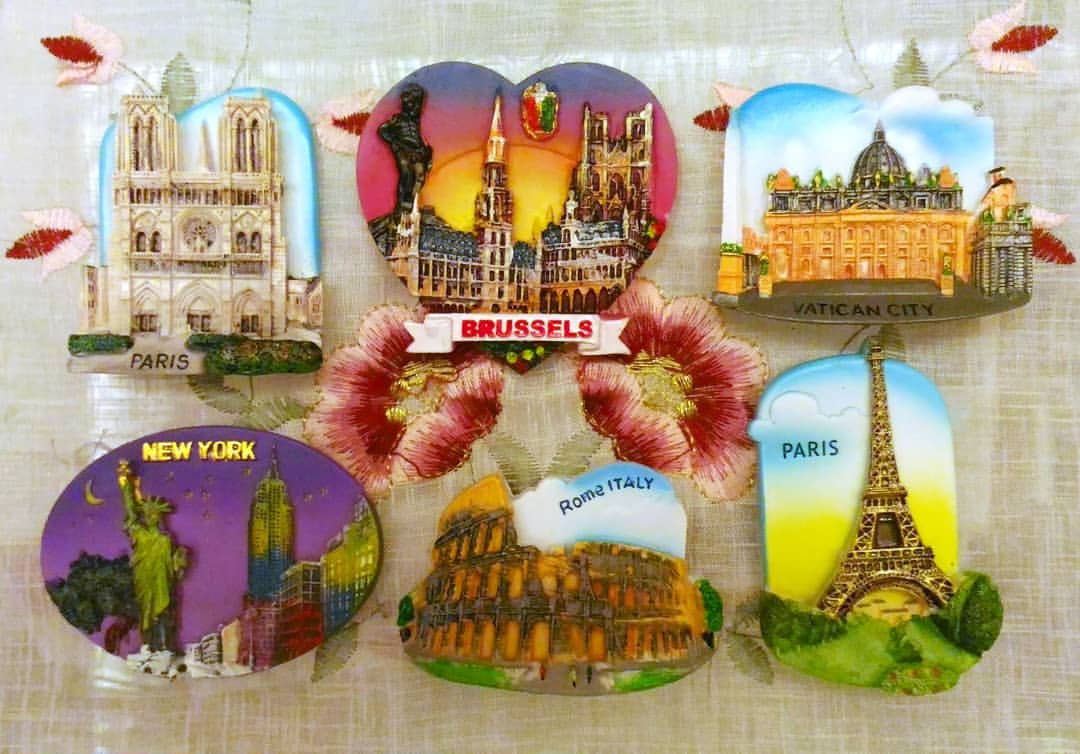 PARIS
BRUSSELS
VATICAN CITY
NEW YORK
Rome ITALY
PARIS